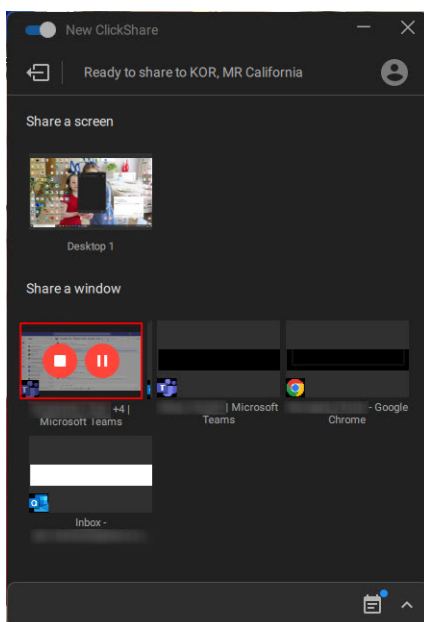 New ClickShare
Ready to share to KOR, MR California
Share a screen
Desktop 1
Share a window
+4 |
Microsoft Teams
| Microsoft
Teams
- Google
Chrome
Inbox -